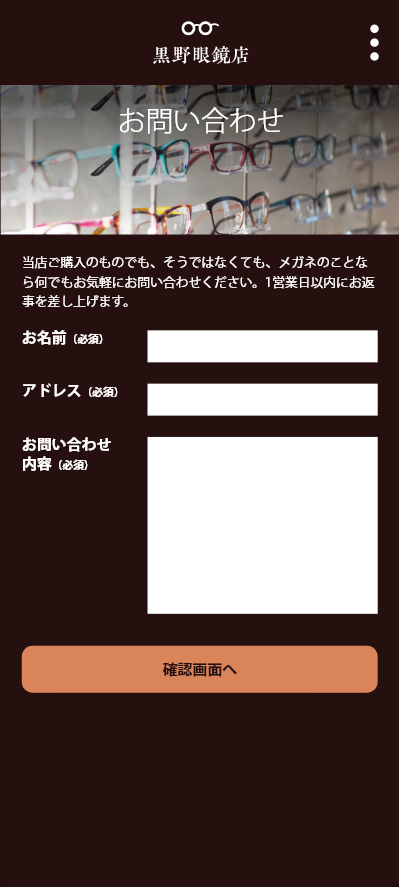 黒野眼鏡店
お問い合わせ
当店ご購入のものでも、そうではなくても、メガネのことな
ら何でもお気軽にお問い合わせください。1営業日以内にお返
事を差し上げます。
お名前（必須）
アドレス（必須）
お問い合わせ
内容（必須）
確認画面へ